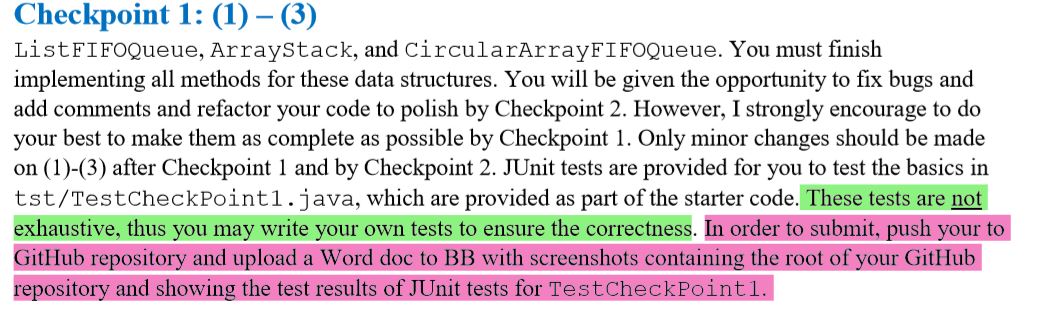 Checkpoint 1: (1) – (3)
ListFIFOQueue, ArrayStack, and CircularArrayFIFOQueue. You must finish
implementing all methods for these data structures. You will be given the opportunity to fix bugs and
add comments and refactor your code to polish by Checkpoint 2. However, I strongly encourage to do
your best to make them as complete as possible by Checkpoint 1. Only minor changes should be made
on (1)-(3) after Checkpoint 1 and by Checkpoint 2. JUnit tests are provided for you to test the basics in
tst/TestCheckPoint1.java, which are provided as part of the starter code. These tests are not
exhaustive, thus you may write your own tests to ensure the correctness. In order to submit, push your to
GitHub repository and upload a Word doc to BB with screenshots containing the root of your GitHub
repository and showing the test results of JUnit tests for TestCheckPoint1.